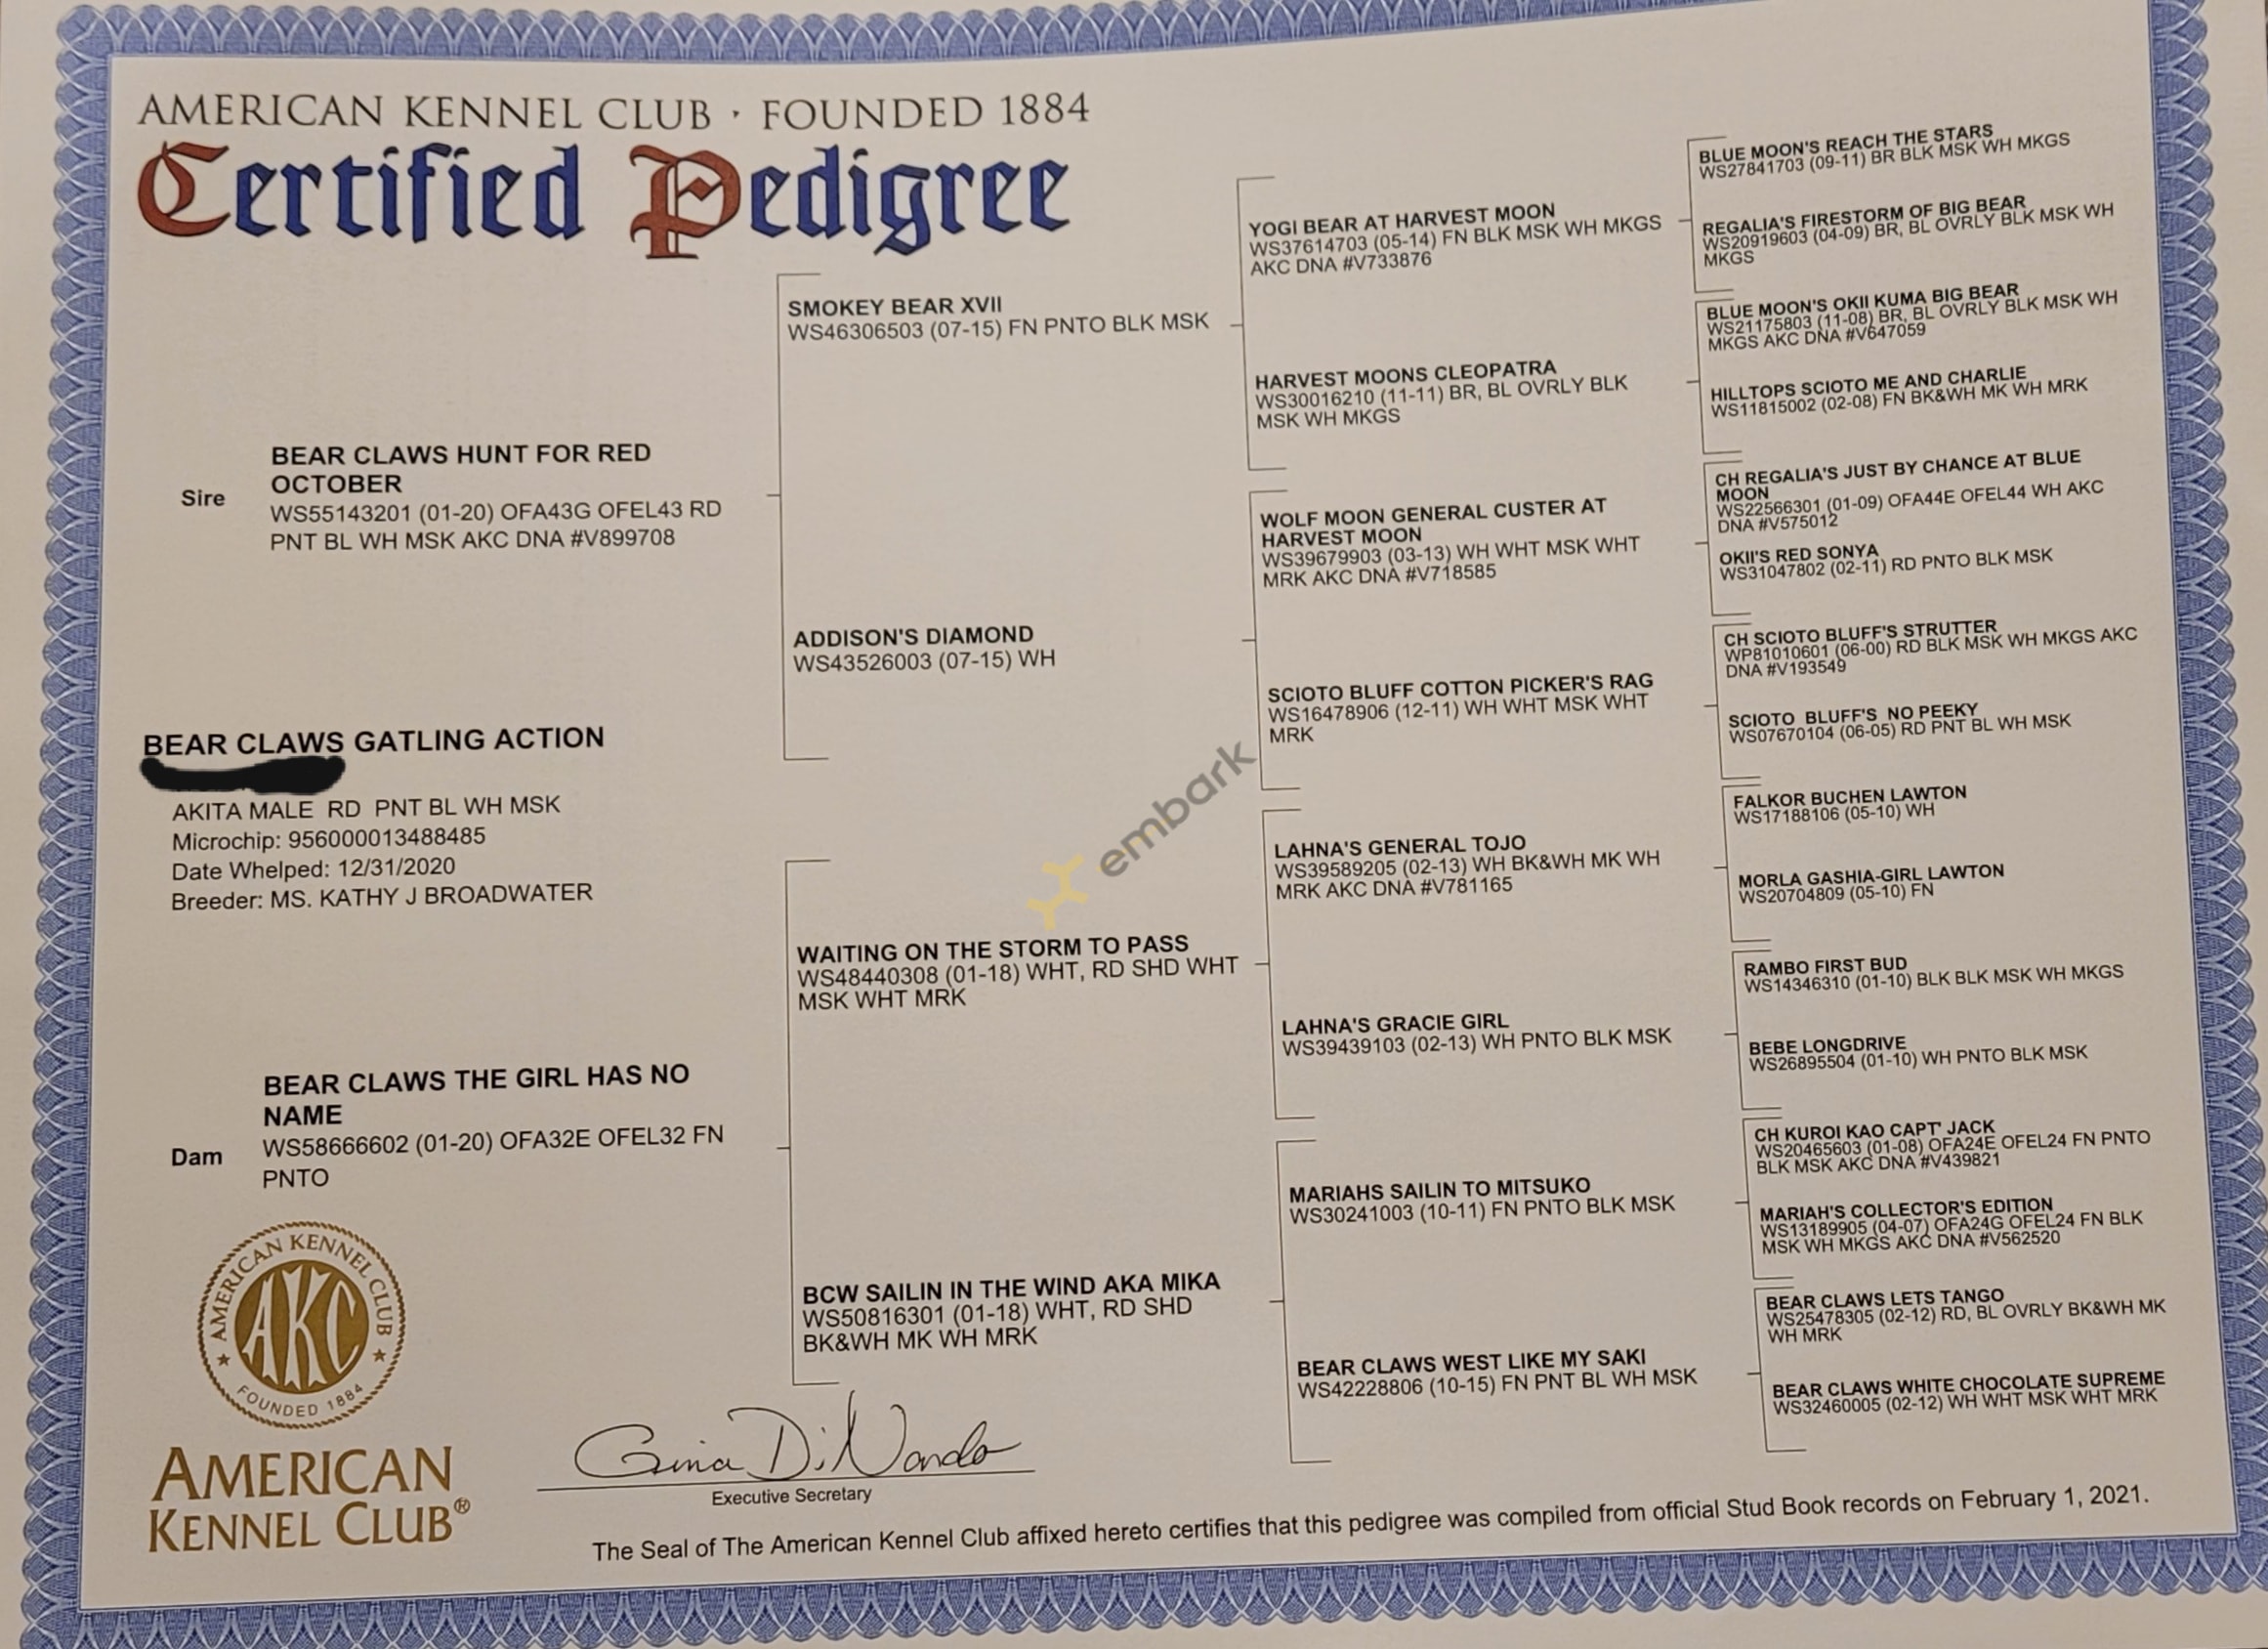 AMERICAN KENNEL CLUB · FOUNDED 1884
Certified Pedigree
Sire
BEAR CLAWS HUNT FOR RED
OCTOBER
WS55143201 (01-20) OFA43G OFEL43 RD
PNT BL WH MSK AKC DNA #V899708
BEAR CLAWS GATLING ACTION
AKITA MALE RD PNT BL WH MSK
Microchip: 956000013488485
Date Whelped: 12/31/2020
Breeder: MS. KATHY J BROADWATER
Dam
BEAR CLAWS THE GIRL HAS NO
NAME
WS58666602 (01-20) OFA32E OFEL32 FN
PNTO
SMOKEY BEAR XVII
WS46306503 (07-15) FN PNTO BLK MSK
ADDISON'S DIAMOND
WS43526003 (07-15) WH
WAITING ON THE STORM TO PASS
WS48440308 (01-18) WHT, RD SHD WHT
MSK WHT MRK
BCW SAILIN IN THE WIND AKA MIKA
WS50816301 (01-18) WHT, RD SHD
BK&WH MK WH MRK
YOGI BEAR AT HARVEST MOON
WS37614703 (05-14) FN BLK MSK WH MKGS
AKC DNA #V733876
HARVEST MOONS CLEOPATRA
WS30016210 (11-11) BR, BL OVRLY BLK
MSK WH MKGS
WOLF MOON GENERAL CUSTER AT
HARVEST MOON
WS39679903 (03-13) WH WHT MSK WHT
MRK AKC DNA #V718585
SCIOTO BLUFF COTTON PICKER'S RAG
WS16478906 (12-11) WH WHT MSK WHT
MRK
LAHNA'S GENERAL TOJO
WS39589205 (02-13) WH BK&WH MK WH
MRK AKC DNA #V781165
LAHNA'S GRACIE GIRL
WS39439103 (02-13) WH PNTO BLK MSK
MARIAHS SAILIN TO MITSUKO
WS30241003 (10-11) FN PNTO BLK MSK
BEAR CLAWS WEST LIKE MY SAKI
WS42228806 (10-15) FN PNT BL WH MSK
BLUE MOON'S REACH THE STARS
WS27841703 (09-11) BR BLK MSK WH MKGS
REGALIA'S FIRESTORM OF BIG BEAR
WS20919603 (04-09) BR, BL OVRLY BLK MSK WH
MKGS
BLUE MOON'S OKII KUMA BIG BEAR
WS21175803 (11-08) BR, BL OVRLY BLK MSK WH
MKGS AKC DNA #V647059
HILLTOPS SCIOTO ME AND CHARLIE
WS11815002 (02-08) FN BK&WH MK WH MRK
CH REGALIA'S JUST BY CHANCE AT BLUE
MOON
WS22566301 (01-09) OFA44E OFEL44 WH AKC
DNA #V575012
OKII'S RED SONYA
WS31047802 (02-11) RD PNTO BLK MSK
CH SCIOTO BLUFF'S STRUTTER
WP81010601 (06-00) RD BLK MSK WH MKGS AKC
DNA #V193549
SCIOTO BLUFF'S NO PEEKY
WS07670104 (06-05) RD PNT BL WH MSK
FALKOR BUCHEN LAWTON
WS17188106 (05-10) WH
MORLA GASHIA-GIRL LAWTON
WS20704809 (05-10) FN
RAMBO FIRST BUD
WS14346310 (01-10) BLK BLK MSK WH MKGS
BEBE LONGDRIVE
WS26895504 (01-10) WH PNTO BLK MSK
CH KUROI KAO CAPT' JACK
WS20465603 (01-08) OFA24E OFEL24 FN PNTO
BLK MSK AKC DNA #V439821
MARIAH'S COLLECTOR'S EDITION
WS13189905 (04-07) OFA24G OFEL24 FN BLK
MSK WH MKGS AKC DNA #V562520
BEAR CLAWS LETS TANGO
WS25478305 (02-12) RD, BL OVRLY BK&WH MK
WH MRK
BEAR CLAWS WHITE CHOCOLATE SUPREME
WS32460005 (02-12) WH WHT MSK WHT MRK
embark
AMERICAN KENNEL CLUB
AKC
FOUNDED 1884
AMERICAN
KENNEL CLUB®
Gina DiNardo
Executive Secretary
The Seal of The American Kennel Club affixed hereto certifies that this pedigree was compiled from official Stud Book records on February 1, 2021.